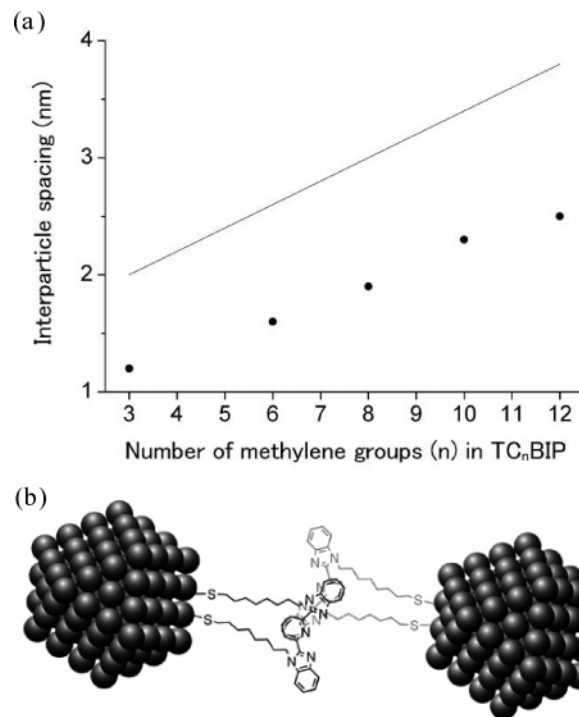 (a)
Interparticle spacing (nm)
4
3
2
1
3 4 5 6 7 8 9 10 11 12
Number of methylene groups (n) in TCₙBIP
(b)
N
N
N
S
N
N
N
S
S
N
N
S
N
N